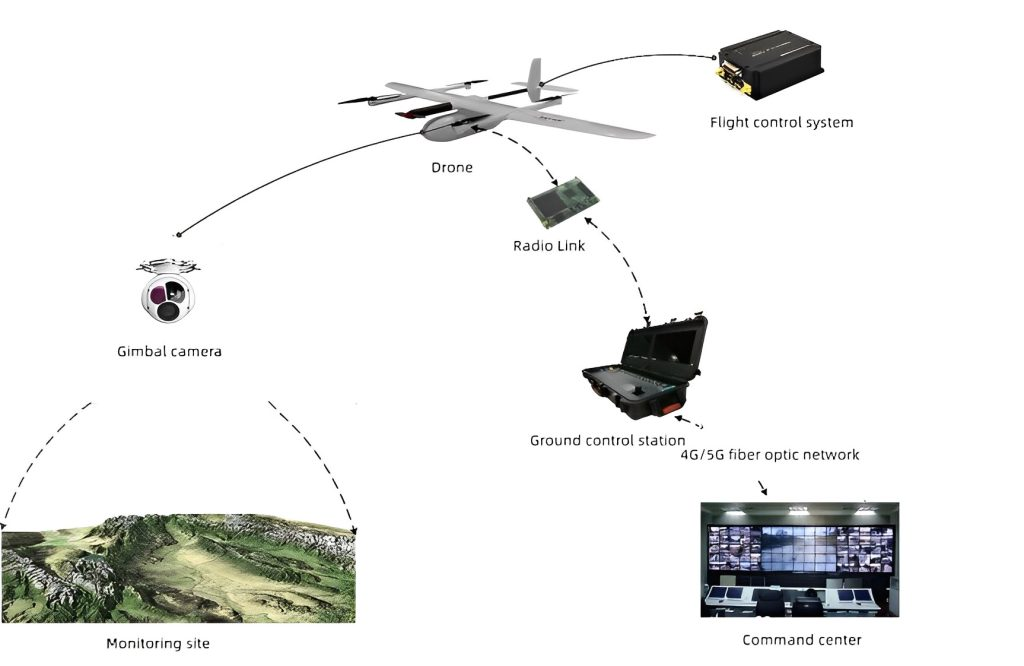 Flight control system
Drone
Radio Link
Gimbal camera
Ground control station
4G/5G fiber optic network
Monitoring site
Command center